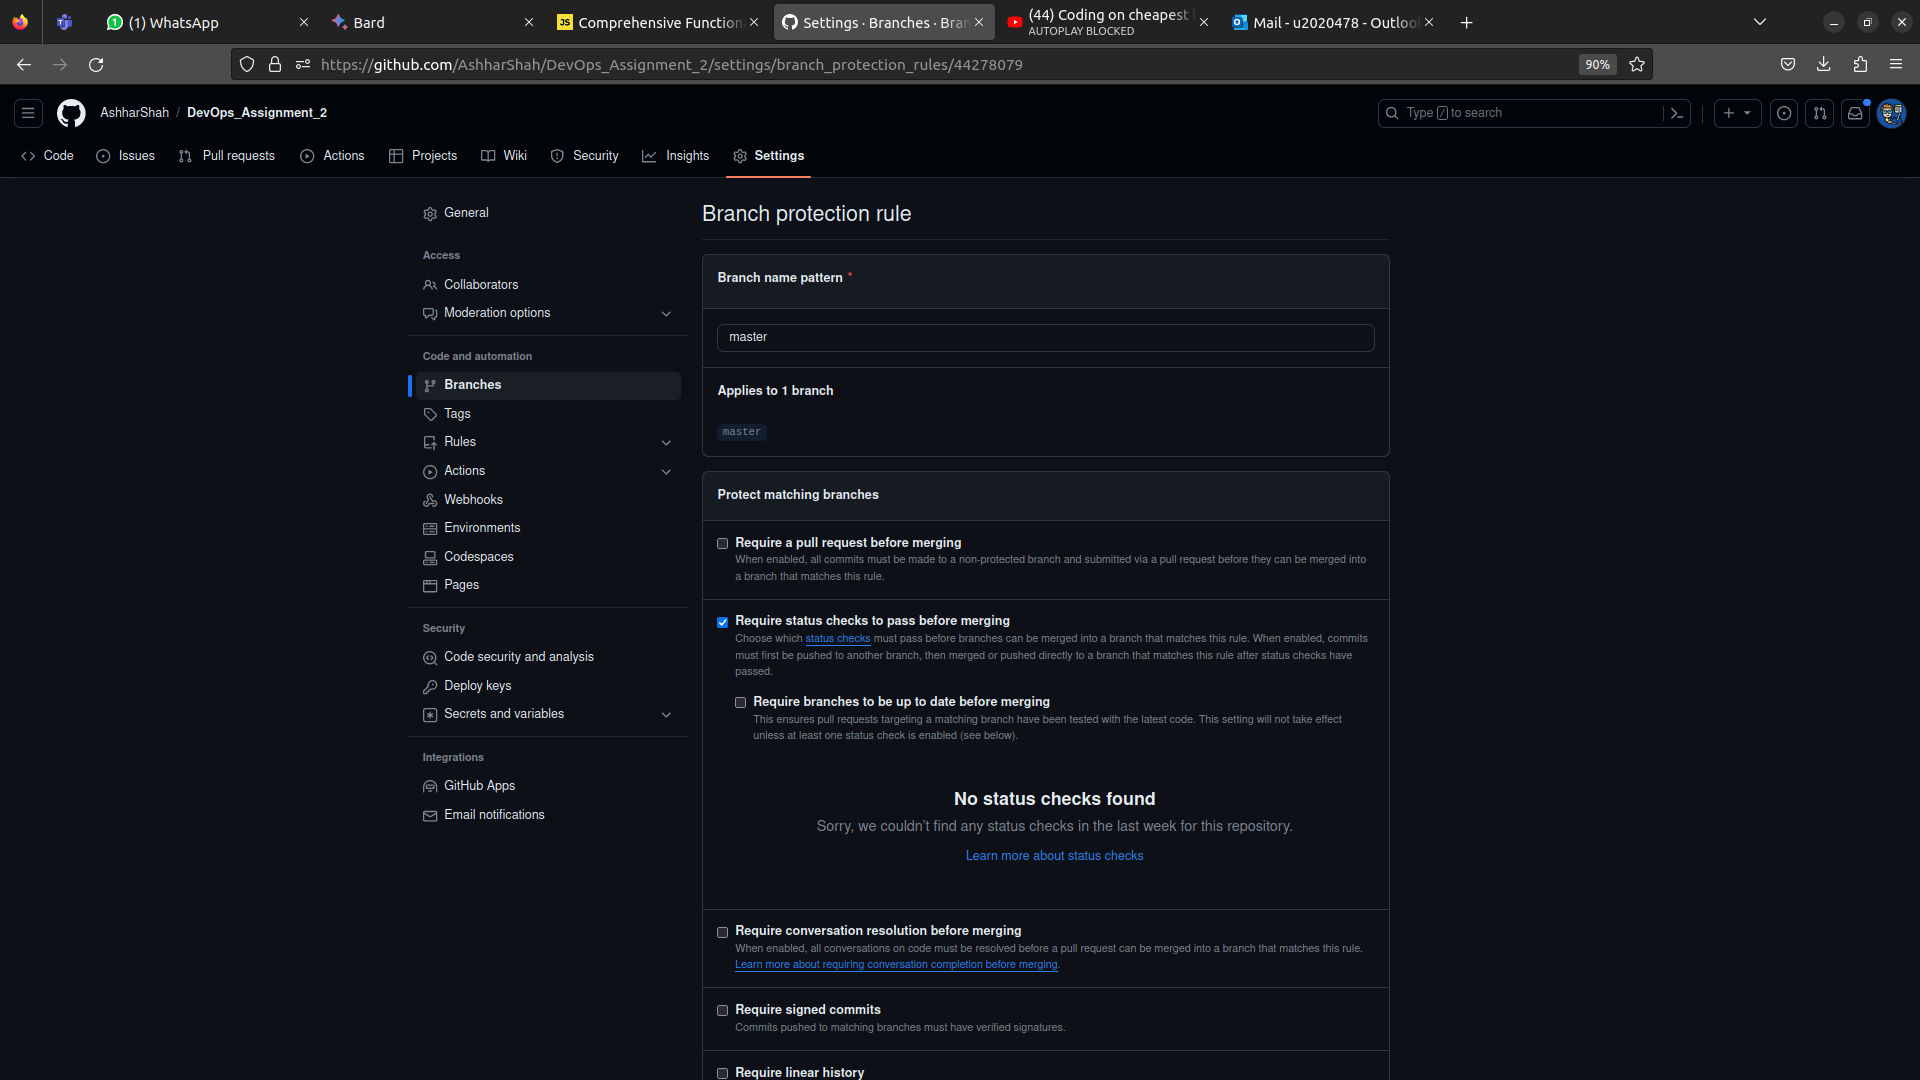 (1) WhatsApp
Bard
JS Comprehensive Function
Settings · Branches · Bran
(44) Coding on cheapest
AUTOPLAY BLOCKED
Mail - u2020478 - Outloo
https://github.com/AshharShah/DevOps_Assignment_2/settings/branch_protection_rules/44278079
90%
AshharShah / DevOps_Assignment_2
Type / to search
Code
Issues
Pull requests
Actions
Projects
Wiki
Security
Insights
Settings
General
Access
Collaborators
Moderation options
Code and automation
Branches
Tags
Rules
Actions
Webhooks
Environments
Codespaces
Pages
Security
Code security and analysis
Deploy keys
Secrets and variables
Integrations
GitHub Apps
Email notifications
Branch protection rule
Branch name pattern *
master
Applies to 1 branch
master
Protect matching branches
Require a pull request before merging
When enabled, all commits must be made to a non-protected branch and submitted via a pull request before they can be merged into
a branch that matches this rule.
Require status checks to pass before merging
Choose which status checks must pass before branches can be merged into a branch that matches this rule. When enabled, commits
must first be pushed to another branch, then merged or pushed directly to a branch that matches this rule after status checks have
passed.
Require branches to be up to date before merging
This ensures pull requests targeting a matching branch have been tested with the latest code. This setting will not take effect
unless at least one status check is enabled (see below).
No status checks found
Sorry, we couldn't find any status checks in the last week for this repository.
Learn more about status checks
Require conversation resolution before merging
When enabled, all conversations on code must be resolved before a pull request can be merged into a branch that matches this rule.
Learn more about requiring conversation completion before merging.
Require signed commits
Commits pushed to matching branches must have verified signatures.
Require linear history